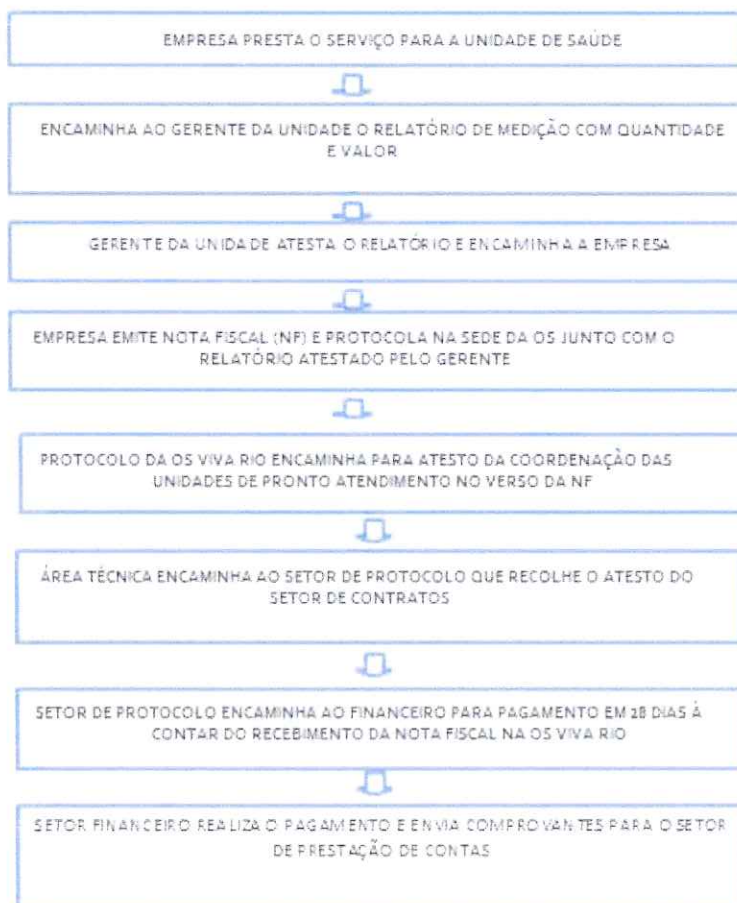 EMPRESA PRESTA O SERVIÇO PARA A UNIDADE DE SAÚDE
ENCAMINHA AO GERENTE DA UNIDADE O RELATÓRIO DE MEDIÇÃO COM QUANTIDADE
E VALOR
GERENTE DA UNIDADE ATESTA O RELATÓRIO E ENCAMINHA A EMPRESA
EMPRESA EMITE NOTA FISCAL (NF) E PROTOCOLA NA SEDE DA OS JUNTO COM O
RELATÓRIO ATESTADO PELO GERENTE
PROTOCOLO DA OS VIVA RIO ENCAMINHA PARA ATESTO DA COORDENAÇÃO DAS
UNIDADES DE PRONTO ATENDIMENTO NO VERSO DA NF
ÁREA TÉCNICA ENCAMINHA AO SETOR DE PROTOCOLO QUE RECOLHE O ATESTO DO
SETOR DE CONTRATOS
SETOR DE PROTOCOLO ENCAMINHA AO FINANCEIRO PARA PAGAMENTO EM 28 DIAS À
CONTAR DO RECEBIMENTO DA NOTA FISCAL NA OS VIVA RIO
SETOR FINANCEIRO REALIZA O PAGAMENTO E ENVIA COMPROVANTES PARA O SETOR
DE PRESTAÇÃO DE CONTAS